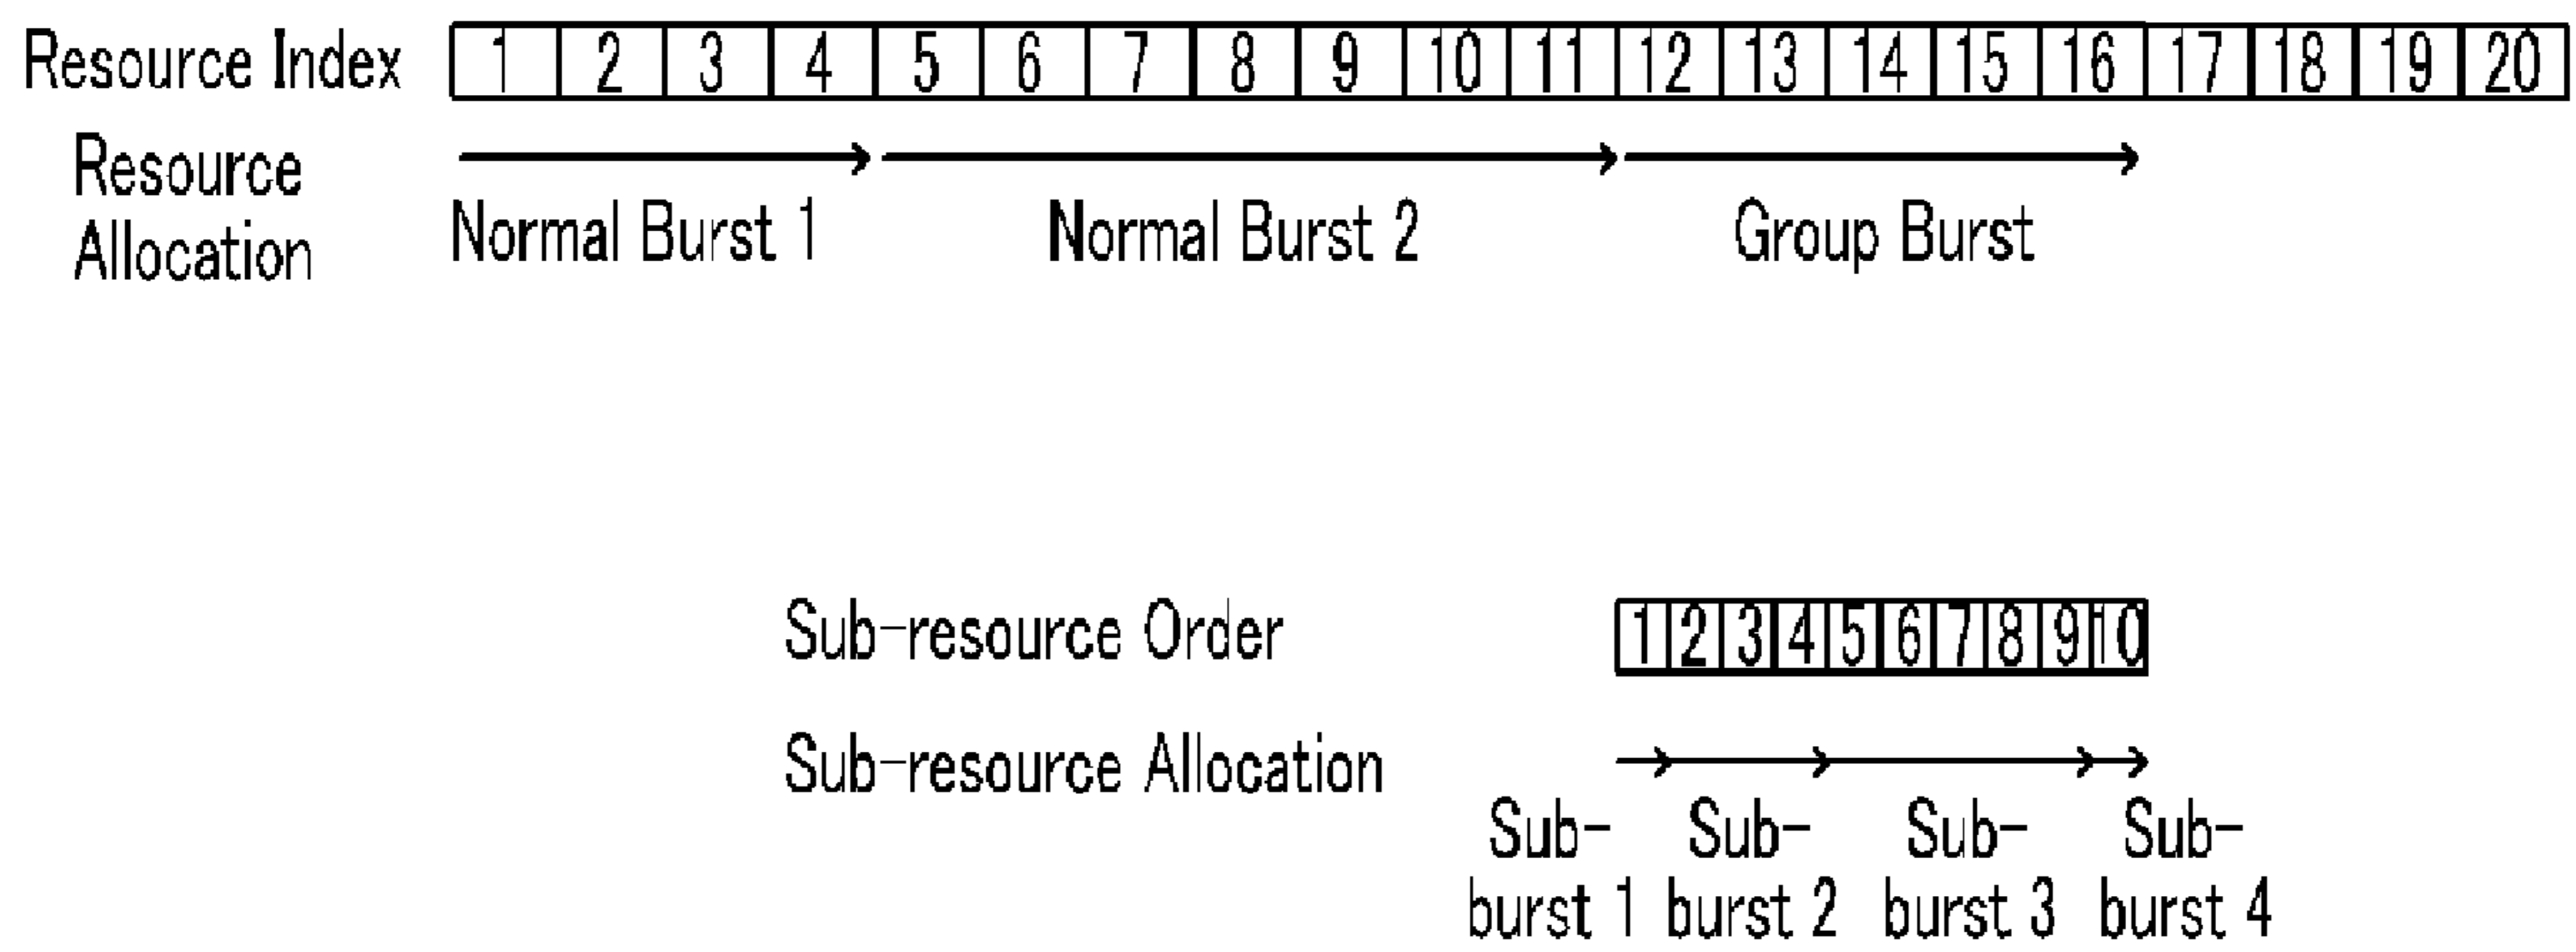 Resource Index 1 2 3 4 5 6 7 8 9 10 11 12 13 14 15 16 17 18 19 20
Resource
Allocation
Normal Burst 1 Normal Burst 2 Group Burst
Sub-resource Order 1 2 3 4 5 6 7 8 9 10
Sub-resource Allocation
Sub- Sub- Sub- Sub-
burst 1 burst 2 burst 3 burst 4